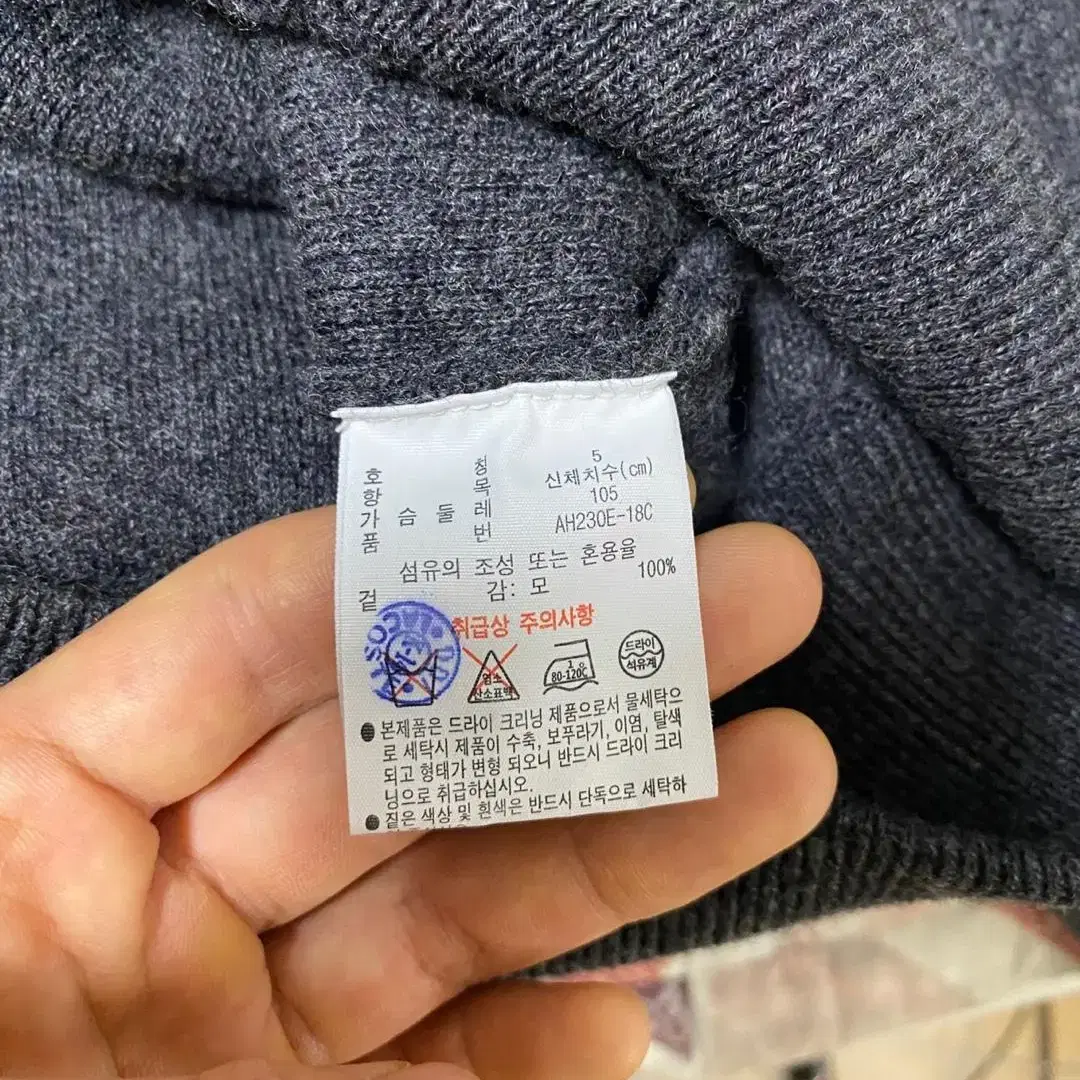 호 칭 5
항 목 신체치수(cm)
가 슴 둘 레 105
품 번 AH230E-18C
섬유의 조성 또는 혼용율
겉 감: 모 100%
취급상 주의사항
염소
산소표백
80-120C
드라이
석유계
● 본제품은 드라이 크리닝 제품으로서 물세탁으
로 세탁시 제품이 수축, 보푸라기, 이염, 탈색
되고 형태가 변형 되오니 반드시 드라이 크리
닝으로 취급하십시오.
● 짙은 색상 및 흰색은 반드시 단독으로 세탁하